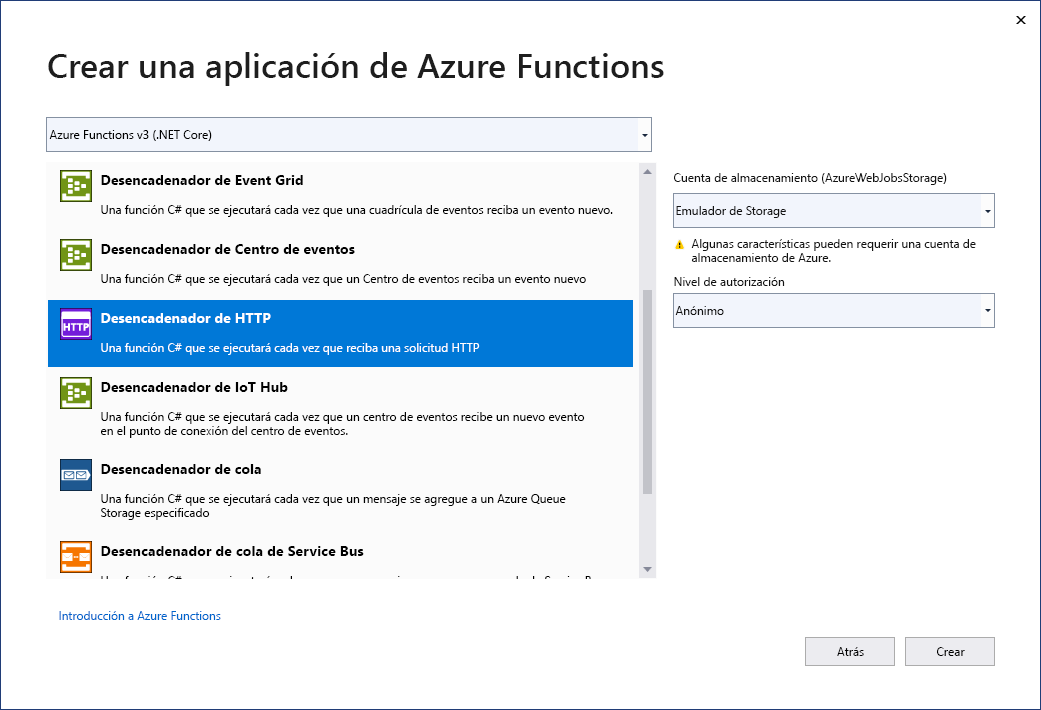 Crear una aplicación de Azure Functions
Azure Functions v3 (.NET Core)
Desencadenador de Event Grid
Una función C# que se ejecutará cada vez que una cuadrícula de eventos reciba un evento nuevo.
Desencadenador de Centro de eventos
Una función C# que se ejecutará cada vez que un Centro de eventos reciba un evento nuevo
HTTP
Desencadenador de HTTP
Una función C# que se ejecutará cada vez que reciba una solicitud HTTP
Desencadenador de IoT Hub
Una función C# que se ejecutará cada vez que un centro de eventos recibe un nuevo evento
en el punto de conexión del centro de eventos.
Desencadenador de cola
Una función C# que se ejecutará cada vez que un mensaje se agregue a un Azure Queue
Storage especificado
Desencadenador de cola de Service Bus
Cuenta de almacenamiento (AzureWebJobsStorage)
Emulador de Storage
Algunas características pueden requerir una cuenta de
almacenamiento de Azure.
Nivel de autorización
Anónimo
Introducción a Azure Functions
Atrás
Crear